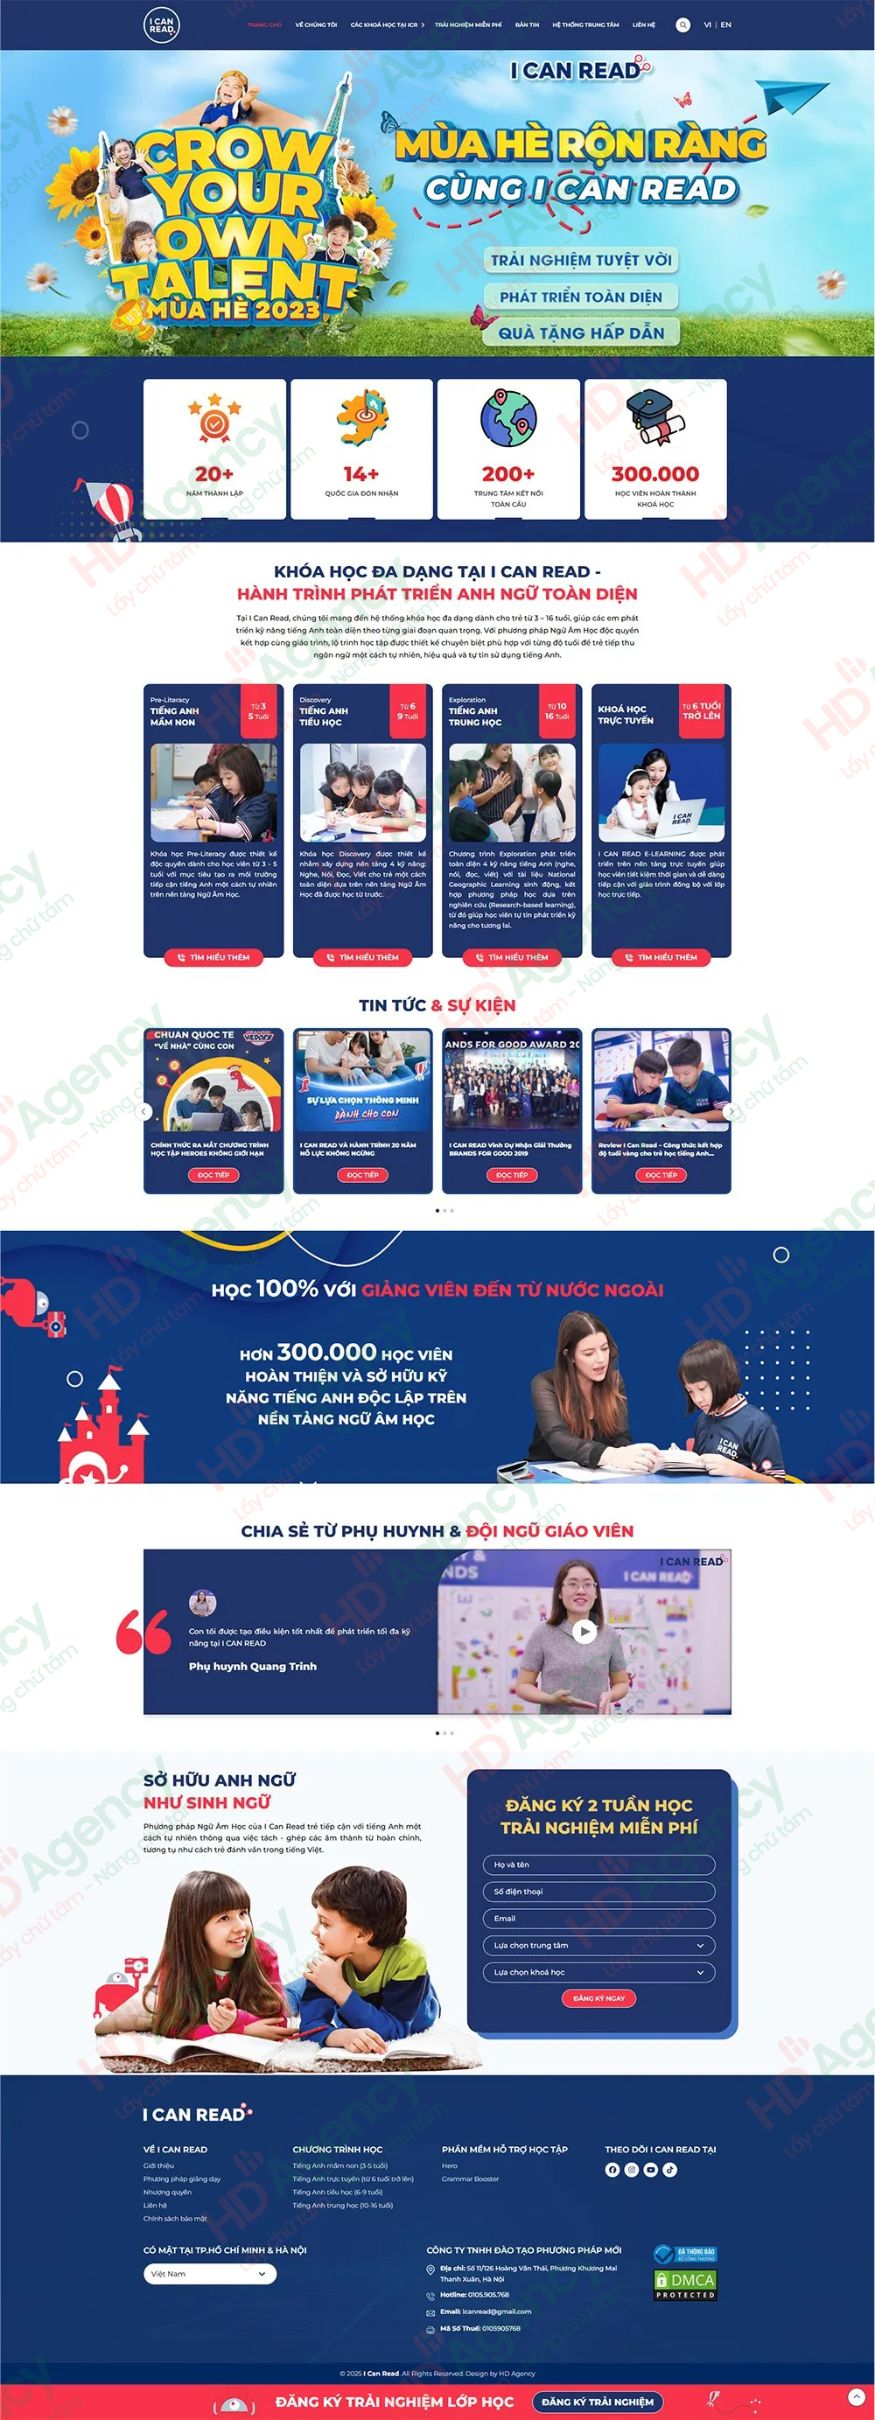 I CAN
READ
TRANG CHỦ VỀ CHÚNG TÔI CÁC KHOÁ HỌC TẠI ICR TRẢI NGHIỆM MIỄN PHÍ BẢN TIN HỆ THỐNG TRUNG TÂM LIÊN HỆ VI | EN
I CAN READ
CROW
YOUR
OWN
TALENT
MÙA HÈ 2023
MÙA HÈ RỘN RÀNG
CÙNG I CAN READ
TRẢI NGHIỆM TUYỆT VỜI
PHÁT TRIỂN TOÀN DIỆN
QUÀ TẶNG HẤP DẪN
20+
NĂM THÀNH LẬP
14+
QUỐC GIA ĐÓN NHẬN
200+
TRUNG TÂM KẾT NỐI
TOÀN CẦU
300.000
HỌC VIÊN HOÀN THÀNH
KHOÁ HỌC
KHÓA HỌC ĐA DẠNG TẠI I CAN READ -
HÀNH TRÌNH PHÁT TRIỂN ANH NGỮ TOÀN DIỆN
Tại I Can Read, chúng tôi mang đến hệ thống khóa học đa dạng dành cho trẻ từ 3 – 16 tuổi, giúp các em phát
triển kỹ năng tiếng Anh toàn diện theo từng giai đoạn quan trọng. Với phương pháp Ngữ Âm Học độc quyền
kết hợp cùng giáo trình, lộ trình học tập được thiết kế chuyên biệt phù hợp với từng độ tuổi để trẻ tiếp thu
ngôn ngữ một cách tự nhiên, hiệu quả và tự tin sử dụng tiếng Anh.
Pre-Literacy
TIẾNG ANH
MẦM NON
Từ 3
5 Tuổi
Khóa học Pre-Literacy được thiết kế
độc quyền dành cho học viên từ 3 - 5
tuổi với mục tiêu tạo ra môi trường
tiếp cận tiếng Anh một cách tự nhiên
trên nền tảng Ngữ Âm Học.
TÌM HIỂU THÊM
Discovery
TIẾNG ANH
TIỂU HỌC
Từ 6
9 Tuổi
Khóa học Discovery được thiết kế
nhằm xây dựng nền tảng 4 kỹ năng:
Nghe, Nói, Đọc, Viết cho trẻ một cách
toàn diện dựa trên nền tảng Ngữ Âm
Học đã được học từ trước.
TÌM HIỂU THÊM
Exploration
TIẾNG ANH
TRUNG HỌC
Từ 10
16 Tuổi
Chương trình Exploration phát triển
toàn diện 4 kỹ năng tiếng Anh (nghe,
nói, đọc, viết) với tài liệu National
Geographic Learning sinh động, kết
hợp phương pháp học dựa trên
nghiên cứu (Research-based learning),
từ đó giúp học viên tự tin phát triển kỹ
năng cho tương lai.
TÌM HIỂU THÊM
KHOÁ HỌC
TRỰC TUYẾN
Từ 6 TUỔI
TRỞ LÊN
I CAN
READ
I CAN READ E-LEARNING được phát
triển trên nền tảng trực tuyến giúp
học viên tiết kiệm thời gian và dễ dàng
tiếp cận với giáo trình đồng bộ với lớp
học trực tiếp.
TÌM HIỂU THÊM
TIN TỨC & SỰ KIỆN
CHUẨN QUỐC TẾ
"VỀ NHÀ" CÙNG CON
HEROES
CHÍNH THỨC RA MẮT CHƯƠNG TRÌNH
HỌC TẬP HEROES KHÔNG GIỚI HẠN
ĐỌC TIẾP
SỰ LỰA CHỌN THÔNG MINH
DÀNH CHO CON
I CAN READ VÀ HÀNH TRÌNH 20 NĂM
NỖ LỰC KHÔNG NGỪNG
ĐỌC TIẾP
ANDS FOR GOOD AWARD 20
I CAN READ Vinh Dự Nhận Giải Thưởng
BRANDS FOR GOOD 2019
ĐỌC TIẾP
Review I Can Read – Công thức kết hợp
độ tuổi vàng cho trẻ học tiếng Anh...
ĐỌC TIẾP
HỌC 100% VỚI GIẢNG VIÊN ĐẾN TỪ NƯỚC NGOÀI
HƠN 300.000 HỌC VIÊN
HOÀN THIỆN VÀ SỞ HỮU KỸ
NĂNG TIẾNG ANH ĐỘC LẬP TRÊN
NỀN TẢNG NGỮ ÂM HỌC
I CAN
READ
CHIA SẺ TỪ PHỤ HUYNH & ĐỘI NGŨ GIÁO VIÊN
Con tôi được tạo điều kiện tốt nhất để phát triển tối đa kỹ
năng tại I CAN READ
Phụ huynh Quang Trinh
I CAN READ
I CAN READ
SỞ HỮU ANH NGỮ
NHƯ SINH NGỮ
Phương pháp Ngữ Âm Học của I Can Read trẻ tiếp cận với tiếng Anh một
cách tự nhiên thông qua việc tách - ghép các âm thành từ hoàn chỉnh,
tương tự như cách trẻ đánh vần trong tiếng Việt.
ĐĂNG KÝ 2 TUẦN HỌC
TRẢI NGHIỆM MIỄN PHÍ
Họ và tên
Số điện thoại
Email
Lựa chọn trung tâm
Lựa chọn khoá học
ĐĂNG KÝ NGAY
I CAN READ
VỀ I CAN READ
Giới thiệu
Phương pháp giảng dạy
Nhượng quyền
Liên hệ
Chính sách bảo mật
CHƯƠNG TRÌNH HỌC
Tiếng Anh mầm non (3-5 tuổi)
Tiếng Anh trực tuyến (từ 6 tuổi trở lên)
Tiếng Anh tiểu học (6-9 tuổi)
Tiếng Anh trung học (10-16 tuổi)
PHẦN MỀM HỖ TRỢ HỌC TẬP
Hero
Grammar Booster
THEO DÕI I CAN READ TẠI
CÓ MẶT TẠI TP.HỒ CHÍ MINH & HÀ NỘI
Việt Nam
CÔNG TY TNHH ĐÀO TẠO PHƯƠNG PHÁP MỚI
Địa chỉ: Số 11/126 Hoàng Văn Thái, Phường Khương Mai
Thanh Xuân, Hà Nội
Hotline: 0105.905.768
Email: icanread@gmail.com
Mã Số Thuế: 0105905768
ĐÃ THÔNG BÁO
BỘ CÔNG THƯƠNG
DMCA
PROTECTED
© 2025 I Can Read. All Rights Reserved. Design by HD Agency
ĐĂNG KÝ TRẢI NGHIỆM LỚP HỌC ĐĂNG KÝ TRẢI NGHIỆM
HD Agency
Lấy chữ tâm - Nâng chữ tầm